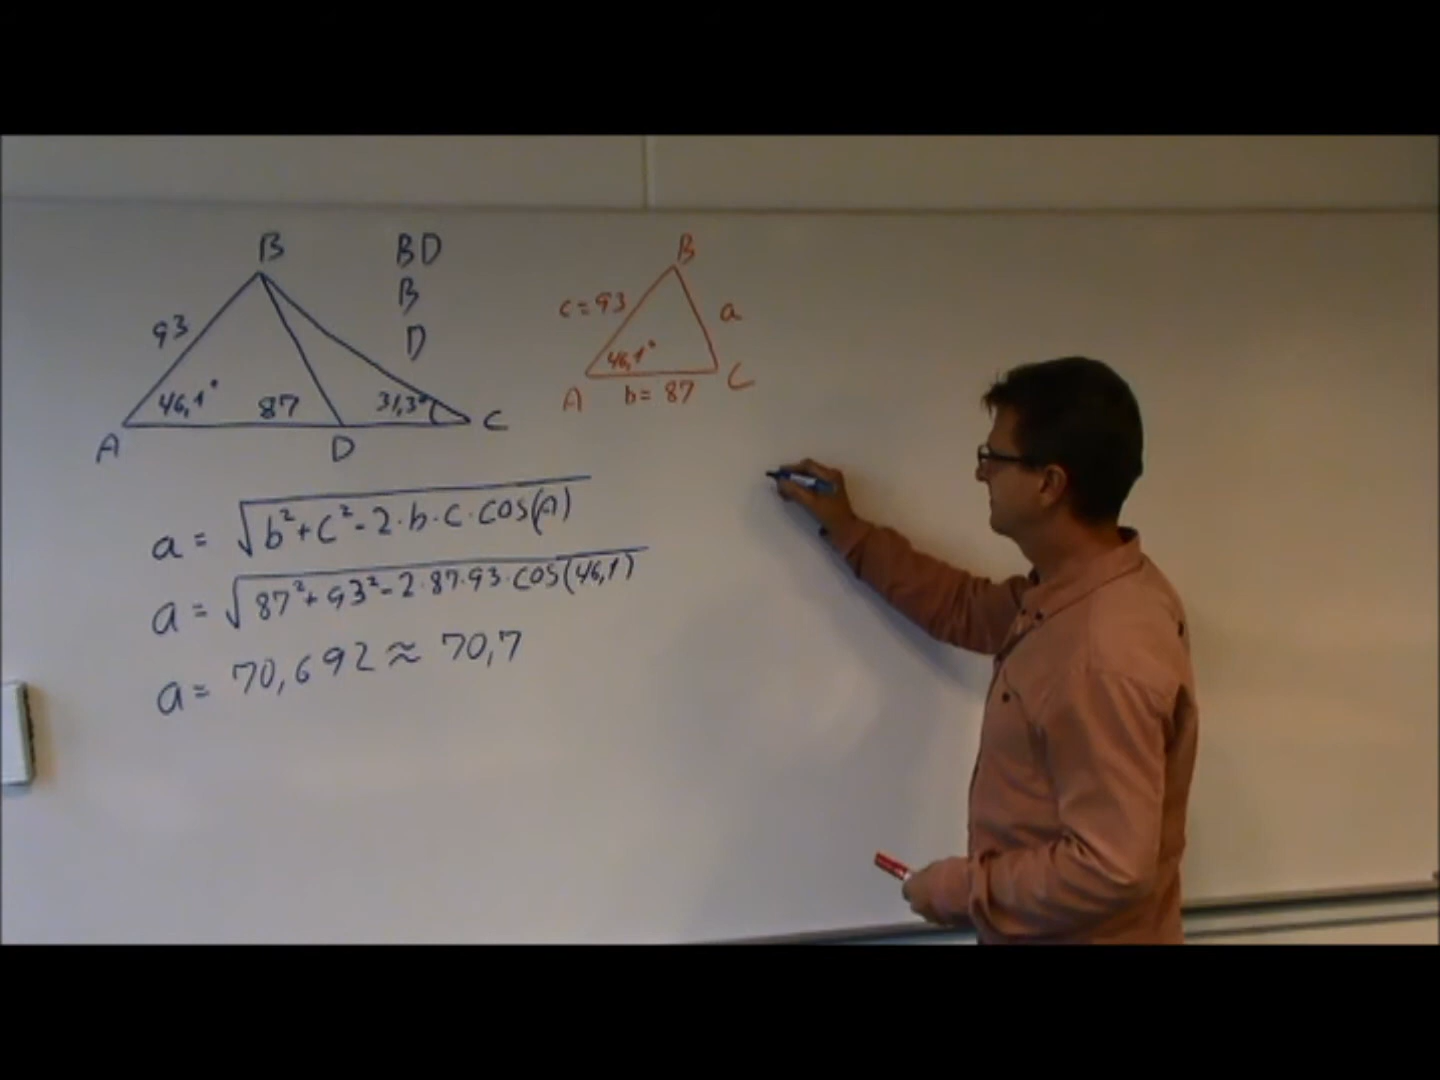 B
93
46,1°
87
31,3°
A
D
C
BD
B
D
B
c = 93
a
46,1°
A
b = 87
C
a = √b²+c²-2·b·c·cos(A)
a = √87²+93²-2·87·93·cos(46,1)
a = 70,692 ≈ 70,7